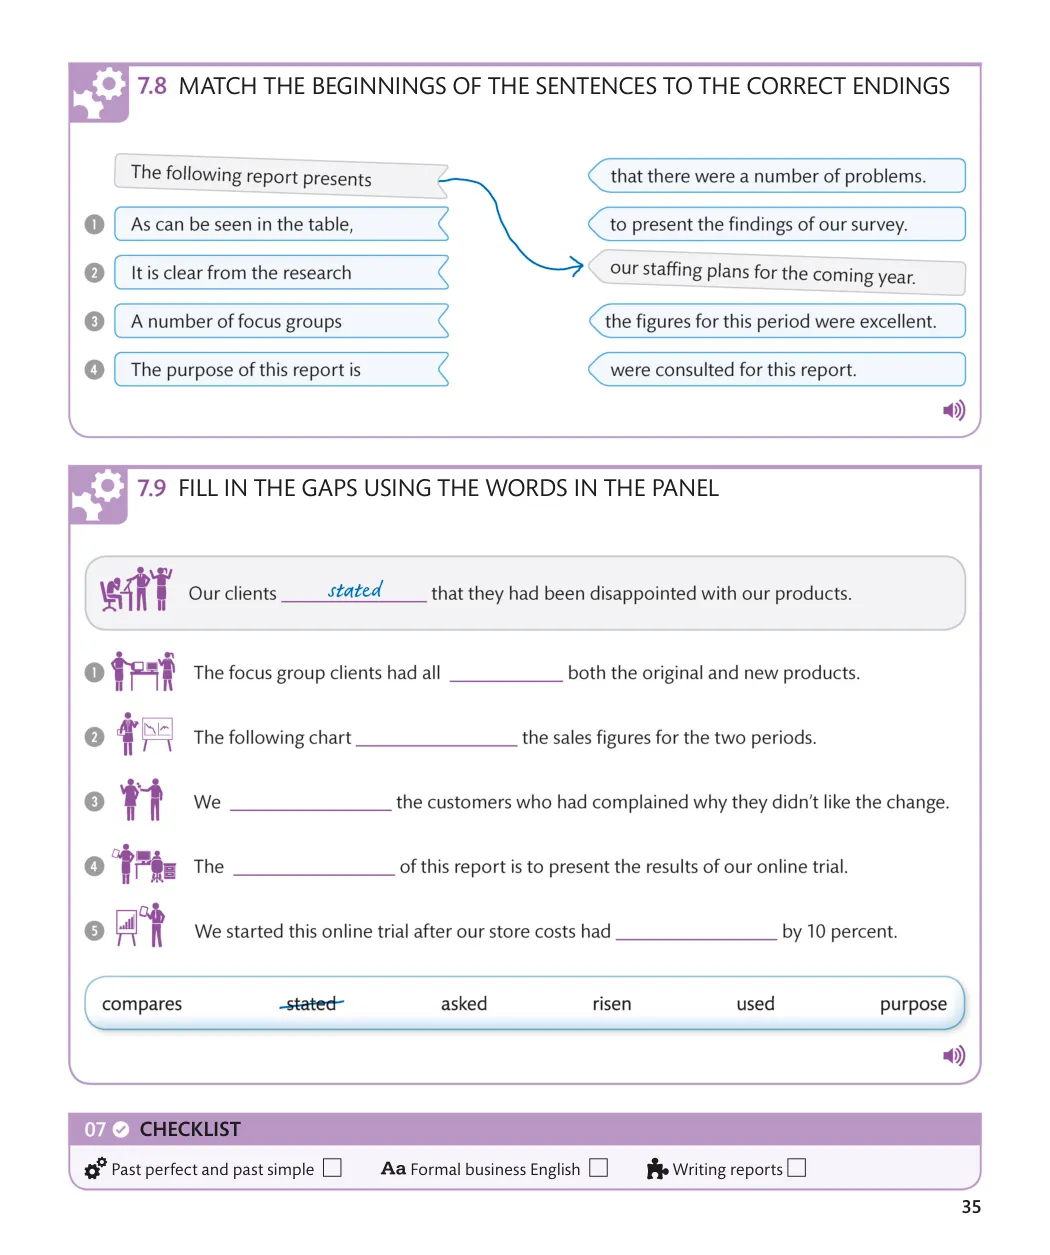 7.8 MATCH THE BEGINNINGS OF THE SENTENCES TO THE CORRECT ENDINGS
The following report presents
that there were a number of problems.
1 As can be seen in the table,
to present the findings of our survey.
2 It is clear from the research
our staffing plans for the coming year.
3 A number of focus groups
the figures for this period were excellent.
4 The purpose of this report is
were consulted for this report.
7.9 FILL IN THE GAPS USING THE WORDS IN THE PANEL
Our clients stated that they had been disappointed with our products.
1 The focus group clients had all ____________ both the original and new products.
2 The following chart ________________ the sales figures for the two periods.
3 We ________________ the customers who had complained why they didn't like the change.
4 The ________________ of this report is to present the results of our online trial.
5 We started this online trial after our store costs had ________________ by 10 percent.
compares stated asked risen used purpose
07 CHECKLIST
Past perfect and past simple Aa Formal business English Writing reports
35